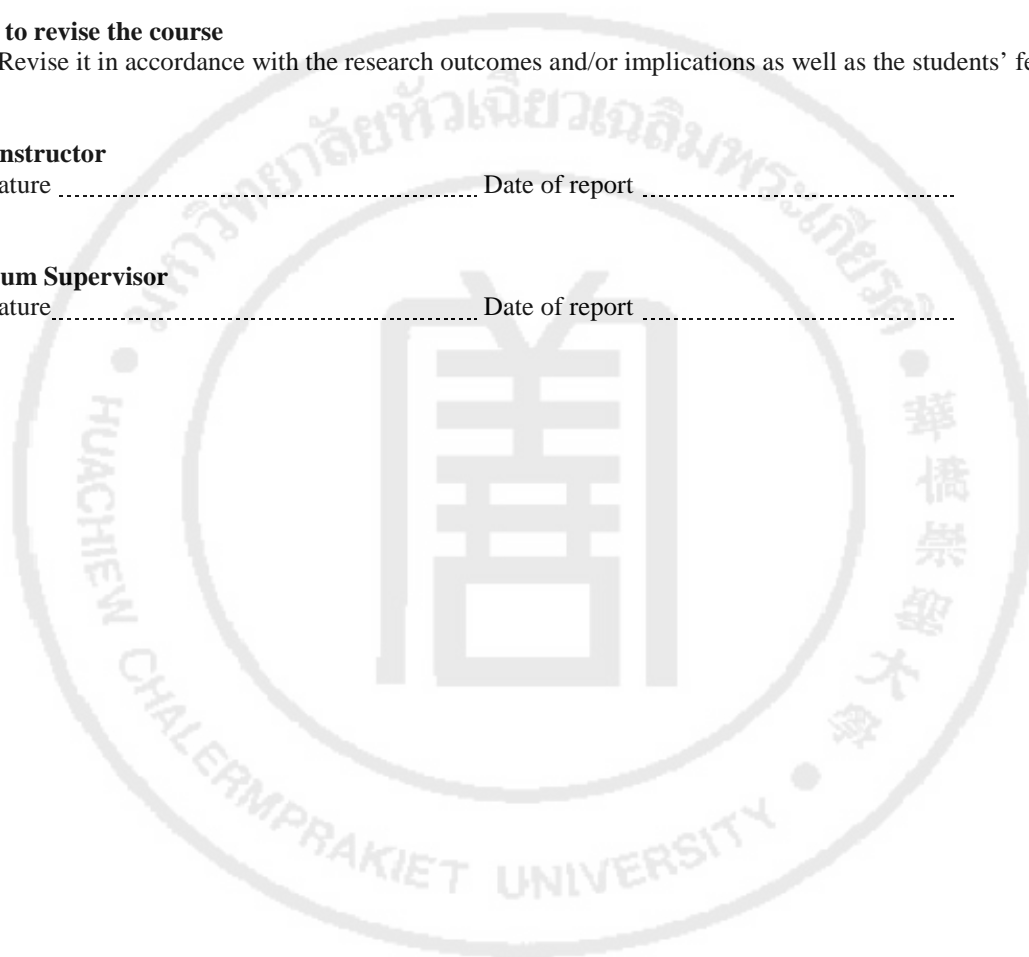 to revise the course
Revise it in accordance with the research outcomes and/or implications as well as the students’ fe
nstructor
ature Date of report
um Supervisor
ature Date of report
มหาวิทยาลัยหัวเฉียวเฉลิมพระเกียรติ
華僑崇聖大學
HUACHIEW CHALERMPRAKIET UNIVERSITY